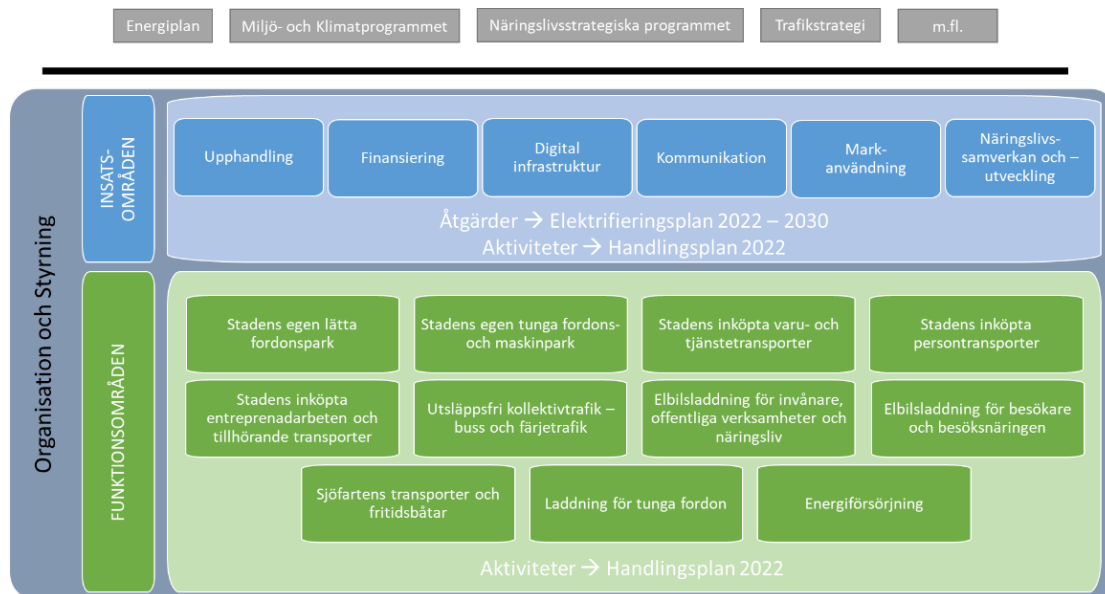 Energiplan
Miljö- och Klimatprogrammet
Näringslivsstrategiska programmet
Trafikstrategi
m.fl.
Organisation och Styrning
INSATS-
OMRÅDEN
Upphandling
Finansiering
Digital
infrastruktur
Kommunikation
Mark-
användning
Näringslivs-
samverkan och –
utveckling
Åtgärder → Elektrifieringsplan 2022 – 2030
Aktiviteter → Handlingsplan 2022
FUNKTIONSOMRÅDEN
Stadens egen lätta
fordonspark
Stadens egen tunga fordons-
och maskinpark
Stadens inköpta varu- och
tjänstetransporter
Stadens inköpta
persontransporter
Stadens inköpta
entreprenadarbeten och
tillhörande transporter
Utsläppsfri kollektivtrafik –
buss och färjetrafik
Elbilsladdning för invånare,
offentliga verksamheter och
näringsliv
Elbilsladdning för besökare
och besöksnäringen
Sjöfartens transporter och
fritidsbåtar
Laddning för tunga fordon
Energiförsörjning
Aktiviteter → Handlingsplan 2022